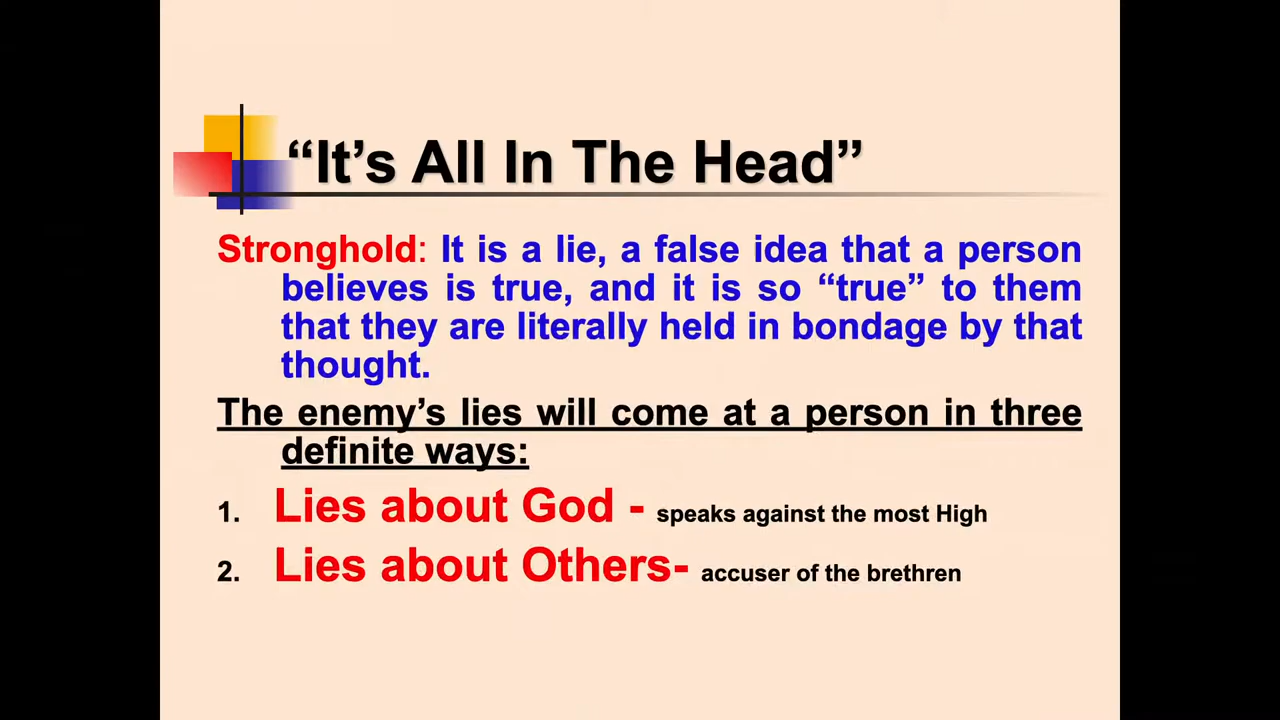 “It’s All In The Head”
Stronghold: It is a lie, a false idea that a person
believes is true, and it is so “true” to them
that they are literally held in bondage by that
thought.
The enemy’s lies will come at a person in three
definite ways:
1. Lies about God - speaks against the most High
2. Lies about Others- accuser of the brethren